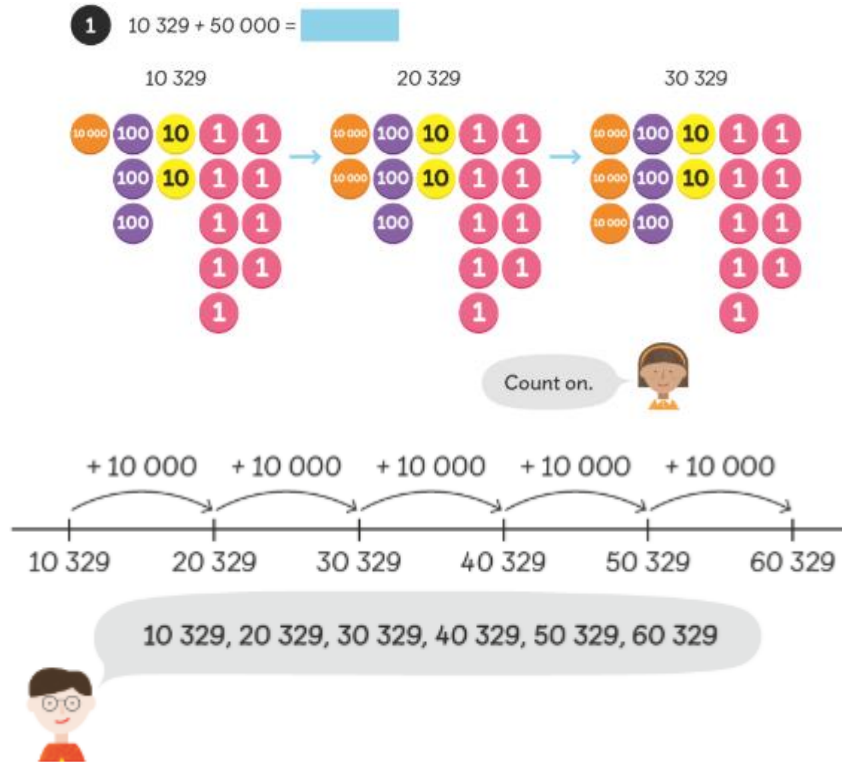 1 10 329 + 50 000 =
10 329 20 329 30 329
10 000 100 10 1 1 10 000 100 10 1 1 10 000 100 10 1 1
100 10 1 1 10 000 100 10 1 1 10 000 100 10 1 1
100 1 1 100 1 1 10 000 100 1 1
1 1 1 1 1 1
1 1 1
Count on.
+ 10 000 + 10 000 + 10 000 + 10 000 + 10 000
10 329 20 329 30 329 40 329 50 329 60 329
10 329, 20 329, 30 329, 40 329, 50 329, 60 329